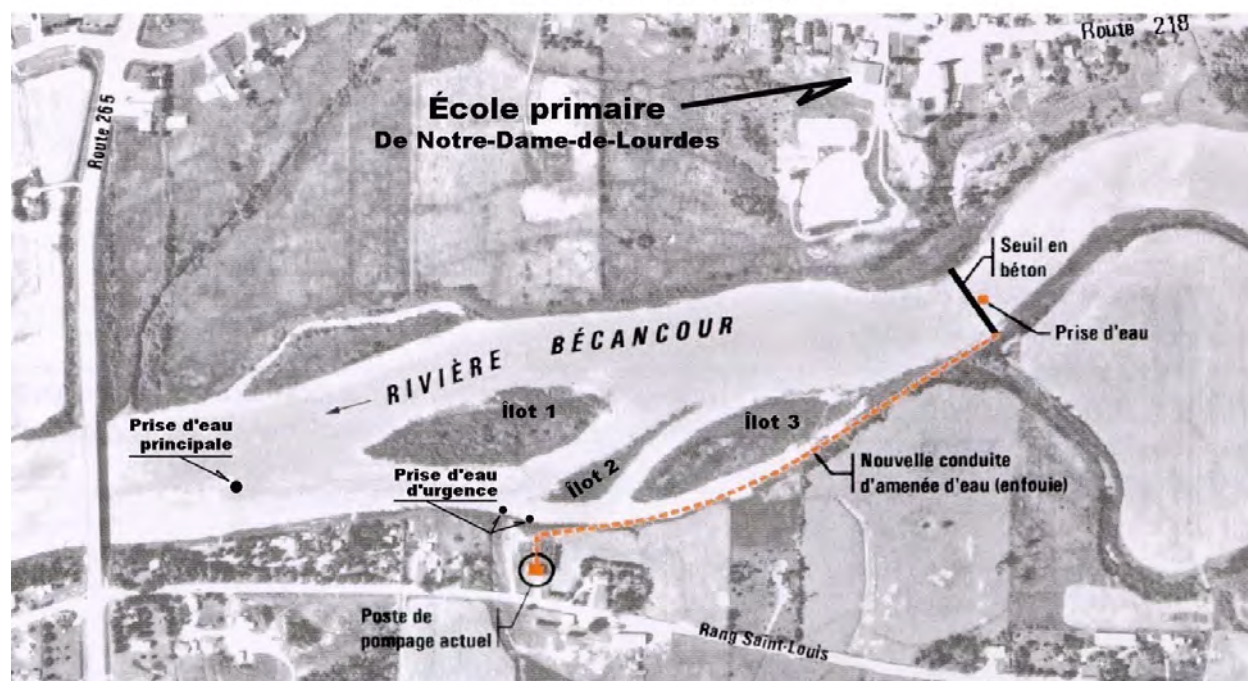 Route 218
Route 265
École primaire
De Notre-Dame-de-Lourdes
Seuil en
béton
Prise d'eau
RIVIÈRE BÉCANCOUR
Îlot 1
Îlot 3
Prise d'eau
principale
Prise d'eau
d'urgence
Îlot 2
Nouvelle conduite
d'amenée d'eau (enfouie)
Poste de
pompage actuel
Rang Saint-Louis